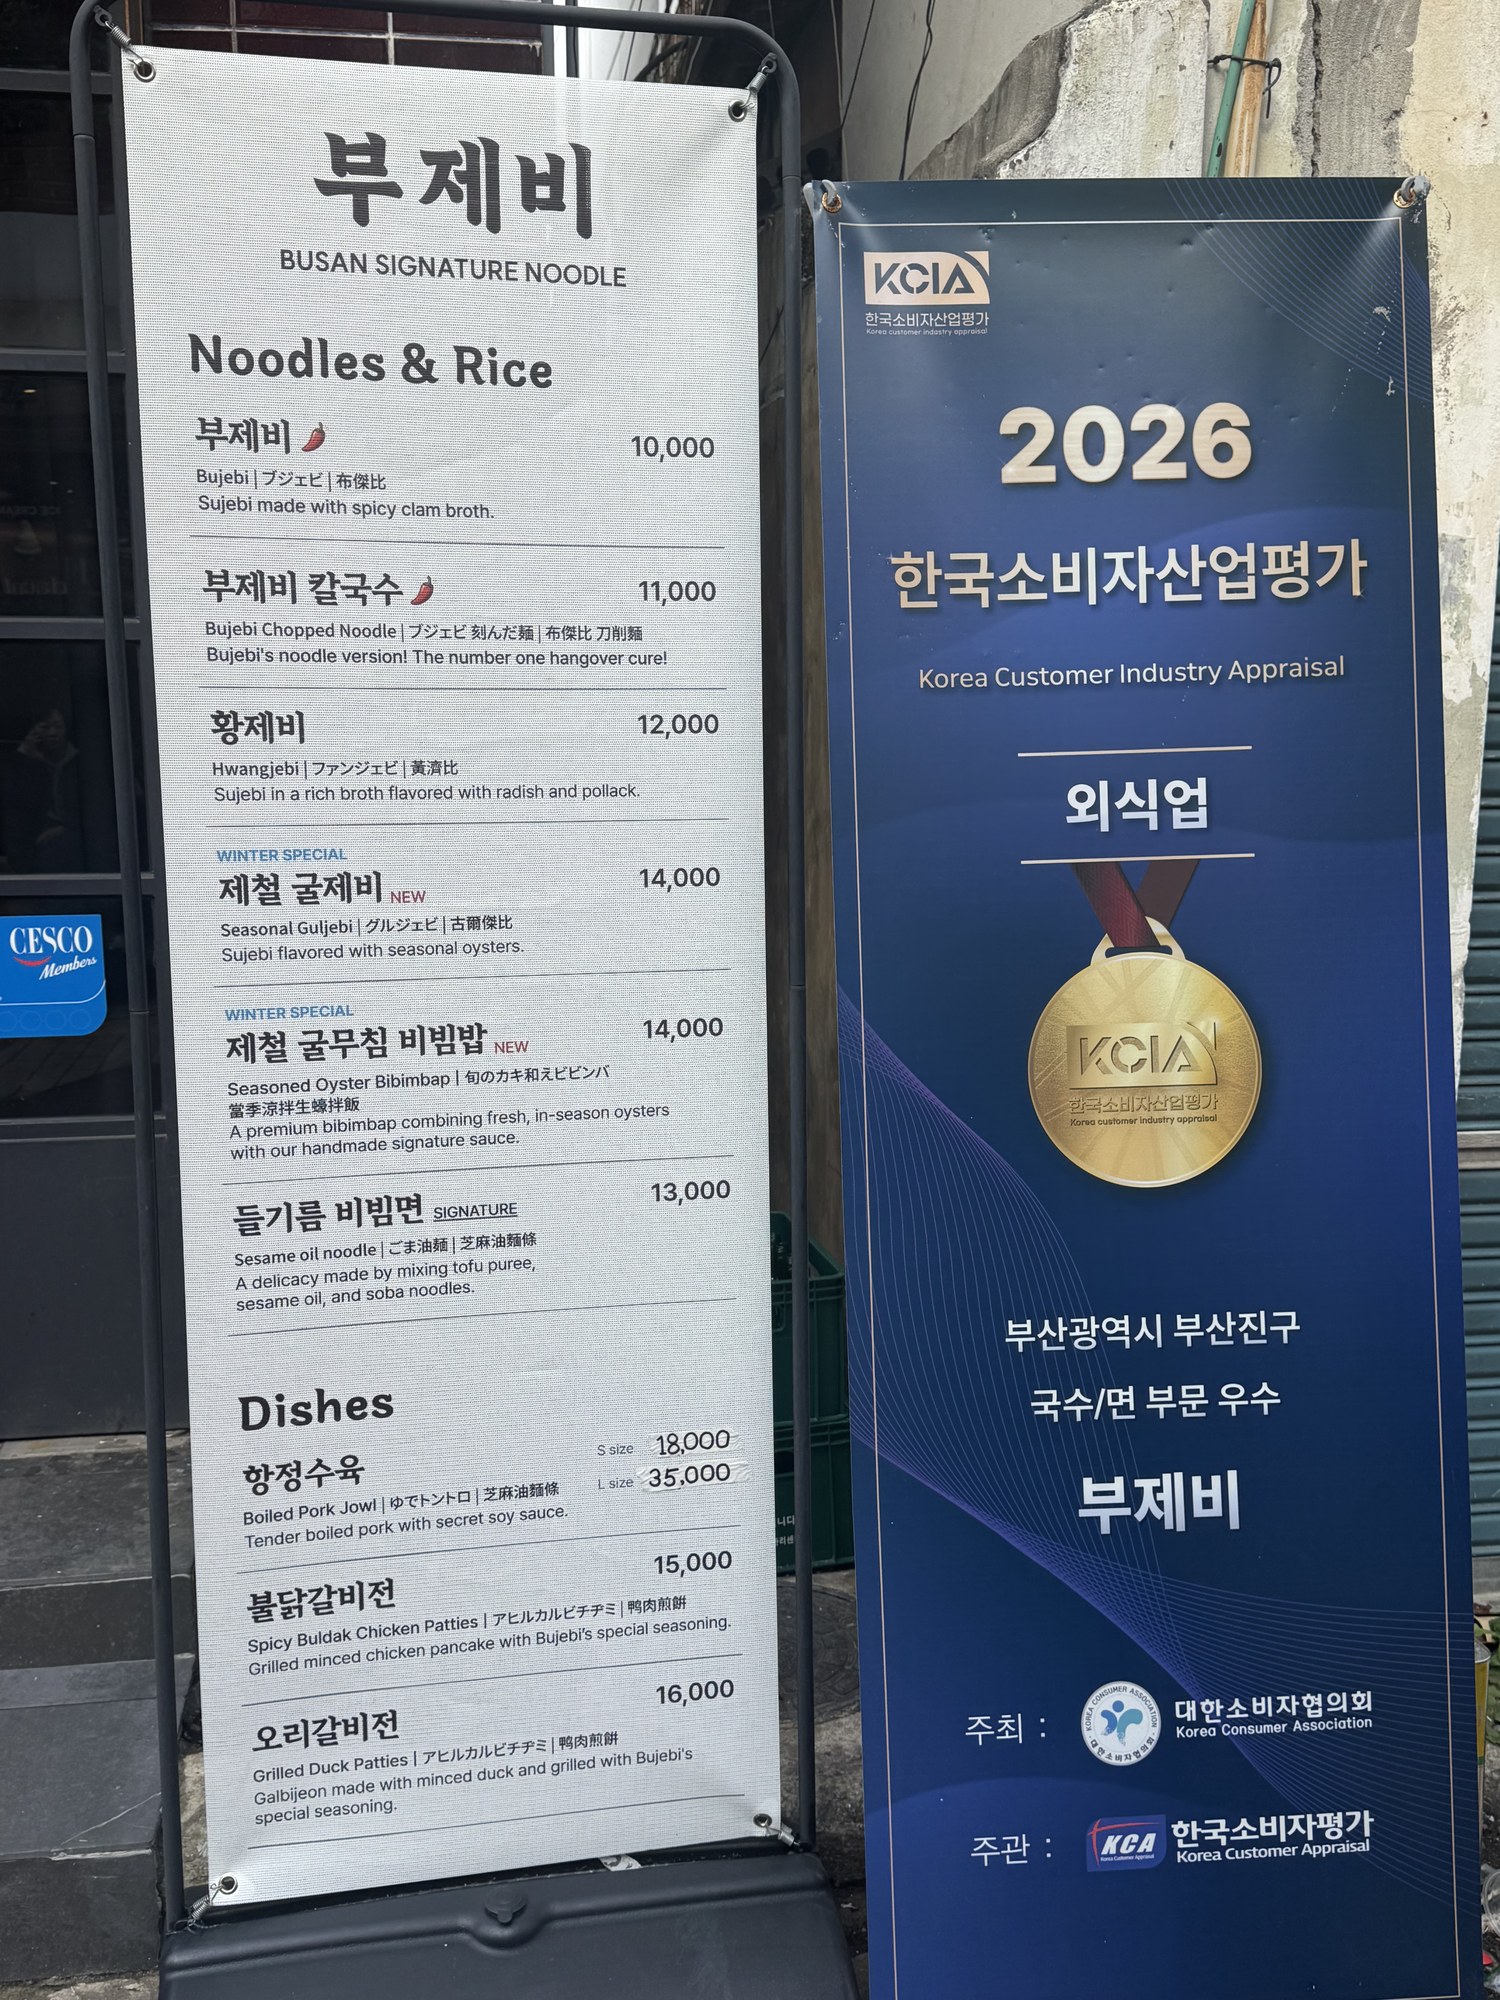 부제비
BUSAN SIGNATURE NOODLE
Noodles & Rice
부제비
10,000
Bujebi | ブジェビ | 布傑比
Sujebi made with spicy clam broth.
부제비 칼국수
11,000
Bujebi Chopped Noodle | ブジェビ 刻んだ麺 | 布傑比 刀削麵
Bujebi's noodle version! The number one hangover cure!
황제비
12,000
Hwangjebi | ファンジェビ | 黃濟比
Sujebi in a rich broth flavored with radish and pollack.
WINTER SPECIAL
제철 굴제비 NEW
14,000
Seasonal Guljebi | グルジェビ | 古爾傑比
Sujebi flavored with seasonal oysters.
WINTER SPECIAL
제철 굴무침 비빔밥 NEW
14,000
Seasoned Oyster Bibimbap | 旬のカキ和えビビンバ
當季涼拌生蠔拌飯
A premium bibimbap combining fresh, in-season oysters
with our handmade signature sauce.
들기름 비빔면 SIGNATURE
13,000
Sesame oil noodle | ごま油麺 | 芝麻油麵條
A delicacy made by mixing tofu puree,
sesame oil, and soba noodles.
Dishes
항정수육
S size 18,000
L size 35,000
Boiled Pork Jowl | ゆでトントロ | 芝麻油麵條
Tender boiled pork with secret soy sauce.
불닭갈비전
15,000
Spicy Buldak Chicken Patties | アヒルカルビチヂミ | 鸭肉煎餅
Grilled minced chicken pancake with Bujebi's special seasoning.
오리갈비전
16,000
Grilled Duck Patties | アヒルカルビチヂミ | 鸭肉煎餅
Galbijeon made with minced duck and grilled with Bujebi's
special seasoning.
CESCO
Members
KCIA
한국소비자산업평가
Korea customer industry appraisal
2026
한국소비자산업평가
Korea Customer Industry Appraisal
외식업
KCIA
한국소비자산업평가
Korea customer industry appraisal
부산광역시 부산진구
국수/면 부문 우수
부제비
주최 :
KOREA CONSUMER ASSOCIATION
대한소비자협의회
대한소비자협의회
Korea Consumer Association
주관 :
KCA
Korea Customer Appraisal
한국소비자평가
Korea Customer Appraisal